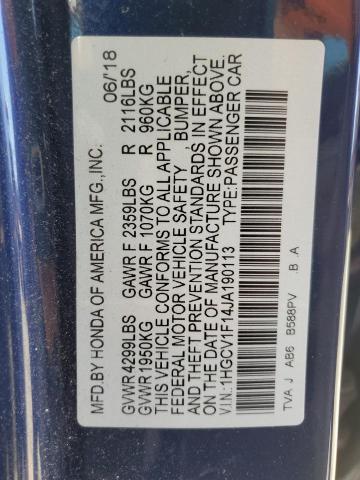 MFD.BY HONDA OF AMERICA MFG.,INC. 06/18
GVWR 4299LBS GAWR F 2359LBS R 2116LBS
GVWR 1950KG GAWR F 1070KG R 960KG
THIS VEHICLE CONFORMS TO ALL APPLICABLE
FEDERAL MOTOR VEHICLE SAFETY , BUMPER,
AND THEFT PREVENTION STANDARDS IN EFFECT
ON THE DATE OF MANUFACTURE SHOWN ABOVE.
V.I.N.:1HGCV1F14JA190113 TYPE:PASSENGER CAR
TVA J AB6 B588PV .B .A